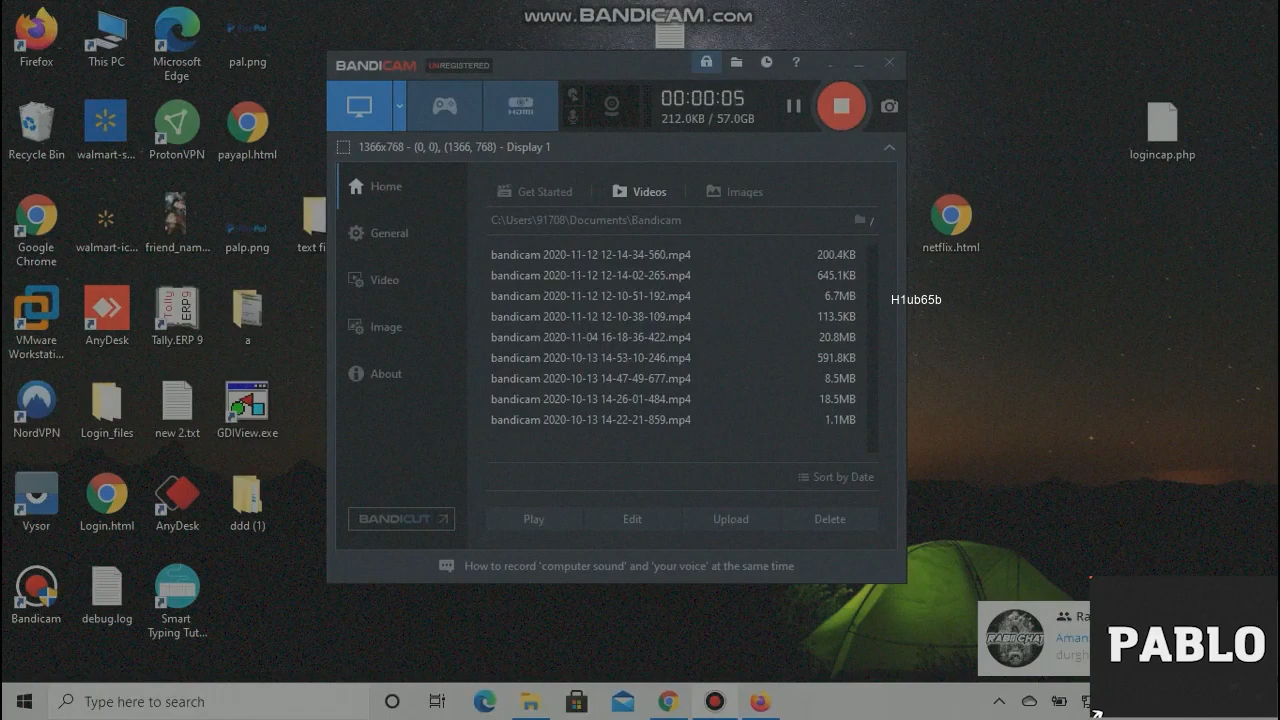 www.BANDICAM.com
Firefox
This PC
Microsoft
Edge
pal.png
BANDICAM
UNREGISTERED
?
00:00:05
212.0KB / 57.0GB
HDMI
1366x768 - (0, 0), (1366, 768) - Display 1
Recycle Bin
walmart-s...
ProtonVPN
payapl.html
logincap.php
Home
General
Video
Image
About
Get Started
Videos
Images
C:\Users\91708\Documents\Bandicam
bandicam 2020-11-12 12-14-34-560.mp4 200.4KB
bandicam 2020-11-12 12-14-02-265.mp4 645.1KB
bandicam 2020-11-12 12-10-51-192.mp4 6.7MB
bandicam 2020-11-12 12-10-38-109.mp4 113.5KB
bandicam 2020-11-04 16-18-36-422.mp4 20.8MB
bandicam 2020-10-13 14-53-10-246.mp4 591.8KB
bandicam 2020-10-13 14-47-49-677.mp4 8.5MB
bandicam 2020-10-13 14-26-01-484.mp4 18.5MB
bandicam 2020-10-13 14-22-21-859.mp4 1.1MB
Sort by Date
BANDICUT
Play
Edit
Upload
Delete
How to record 'computer sound' and 'your voice' at the same time
Google
Chrome
walmart-ic...
friend_nam...
palp.png
text fi
netflix.html
H1ub65b
VMware
Workstati...
AnyDesk
Tally
ERP 9
Tally.ERP 9
a
NordVPN
Login_files
new 2.txt
GDIView.exe
Vysor
Login.html
AnyDesk
ddd (1)
Bandicam
debug.log
Smart
Typing Tut...
RABII CHAT
Ra
Aman
durgh
PABLO
Type here to search